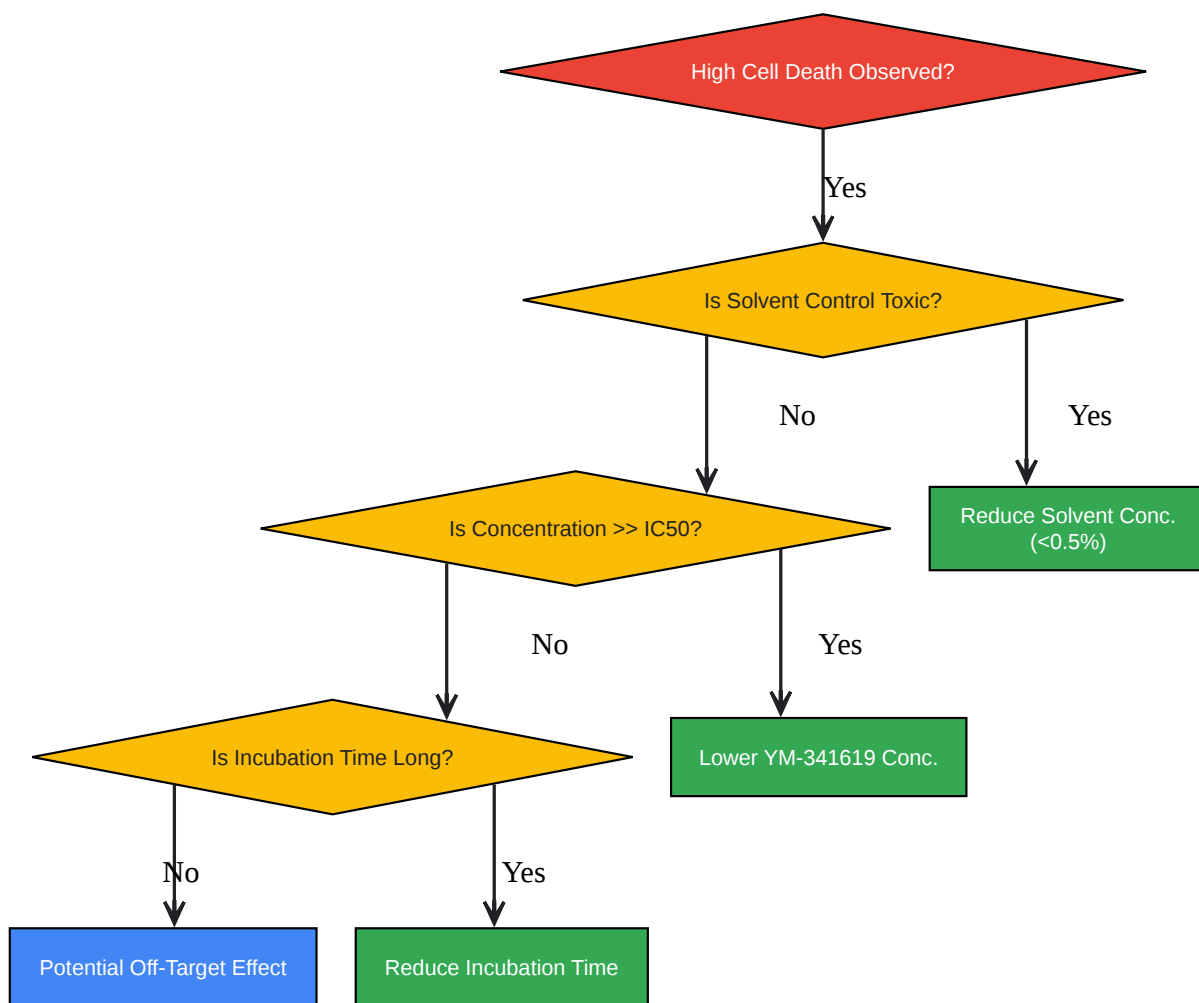 High Cell Death Observed?
Yes
Is Solvent Control Toxic?
No
Yes
Is Concentration >> IC50?
Reduce Solvent Conc.
(<0.5%)
No
Yes
Is Incubation Time Long?
Lower YM-341619 Conc.
No
Yes
Potential Off-Target Effect
Reduce Incubation Time